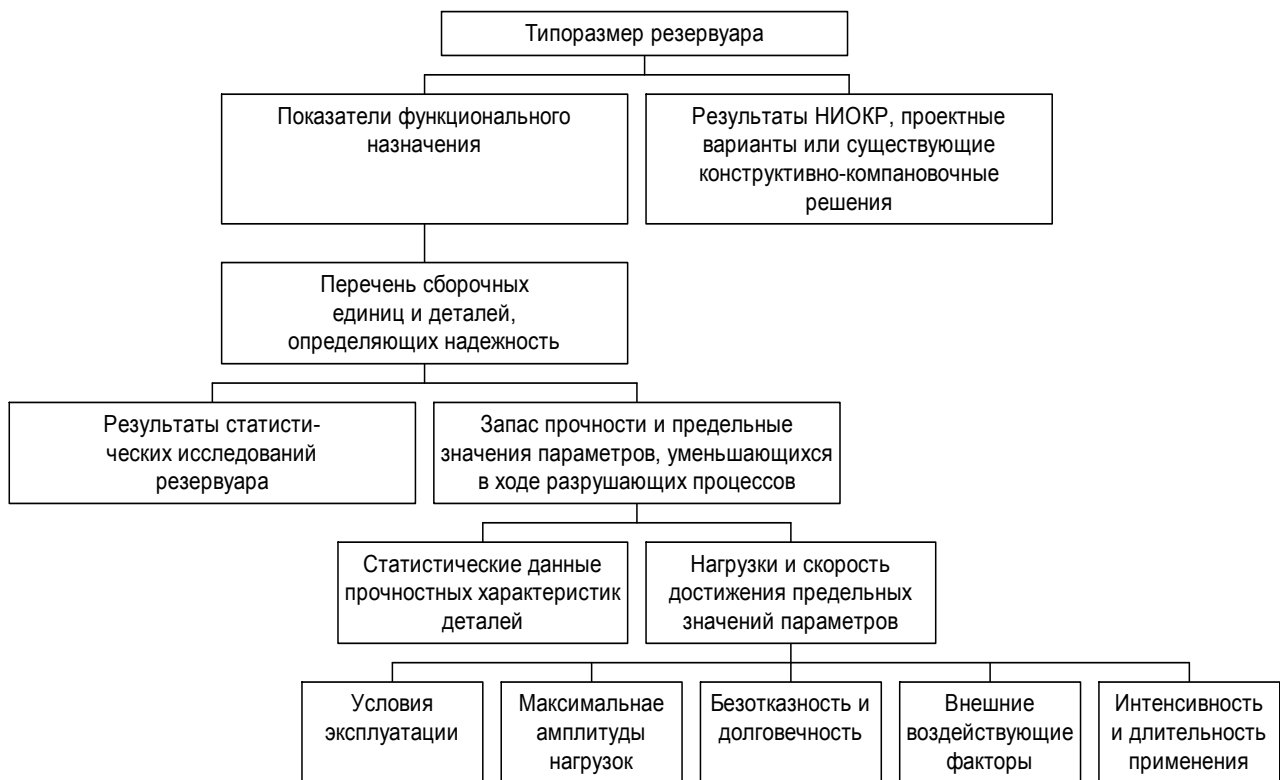 Типоразмер резервуара
Показатели функционального
назначения
Результаты НИОКР, проектные
варианты или существующие
конструктивно-компановочные
решения
Перечень сборочных
единиц и деталей,
определяющих надежность
Результаты статисти-
ческих исследований
резервуара
Запас прочности и предельные
значения параметров, уменьшающихся
в ходе разрушающих процессов
Статистические данные
прочностных характеристик
деталей
Нагрузки и скорость
достижения предельных
значений параметров
Условия
эксплуатации
Максимальнае
амплитуды
нагрузок
Безотказность и
долговечность
Внешние
воздействующие
факторы
Интенсивность
и длительность
применения